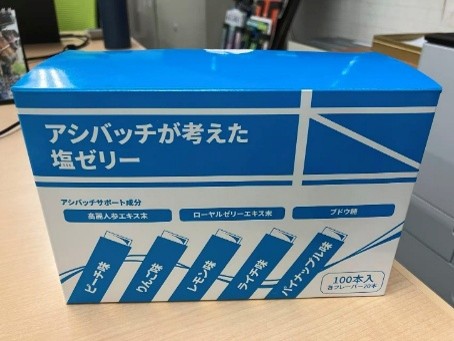 アシバッチが考えた
塩ゼリー
アシバッチサポート成分
高麗人参エキス末
ローヤルゼリーエキス末
ブドウ糖
ピーチ味
りんご味
レモン味
ライチ味
パイナップル味
100本入
各フレーバー20本